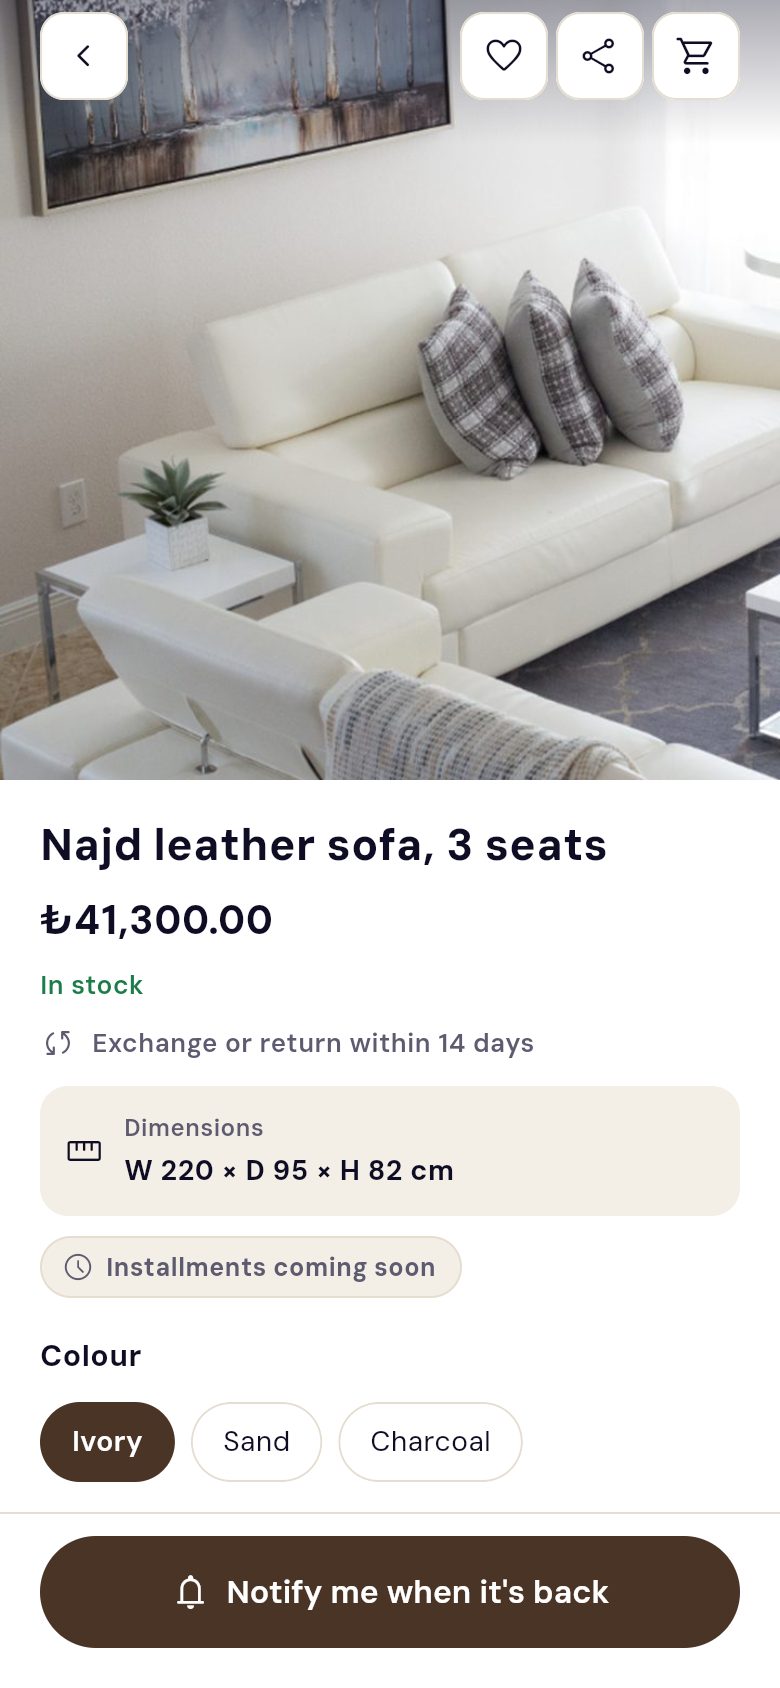 Najd leather sofa, 3 seats
₺41,300.00
In stock
Exchange or return within 14 days
Dimensions
W 220 × D 95 × H 82 cm
Installments coming soon
Colour
Ivory
Sand
Charcoal
Notify me when it's back